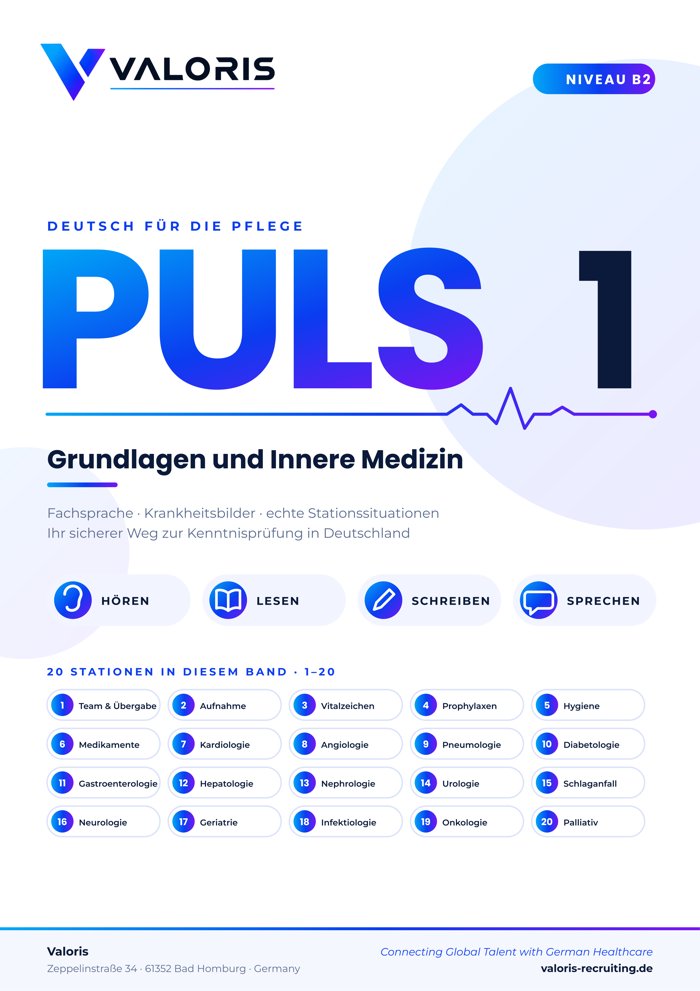 VALORIS
NIVEAU B2
DEUTSCH FÜR DIE PFLEGE
PULS 1
Grundlagen und Innere Medizin
Fachsprache · Krankheitsbilder · echte Stationssituationen
Ihr sicherer Weg zur Kenntnisprüfung in Deutschland
HÖREN LESEN SCHREIBEN SPRECHEN
20 STATIONEN IN DIESEM BAND · 1–20
1 Team & Übergabe 2 Aufnahme 3 Vitalzeichen 4 Prophylaxen 5 Hygiene
6 Medikamente 7 Kardiologie 8 Angiologie 9 Pneumologie 10 Diabetologie
11 Gastroenterologie 12 Hepatologie 13 Nephrologie 14 Urologie 15 Schlaganfall
16 Neurologie 17 Geriatrie 18 Infektiologie 19 Onkologie 20 Palliativ
Valoris Connecting Global Talent with German Healthcare
Zeppelinstraße 34 · 61352 Bad Homburg · Germany valoris-recruiting.de